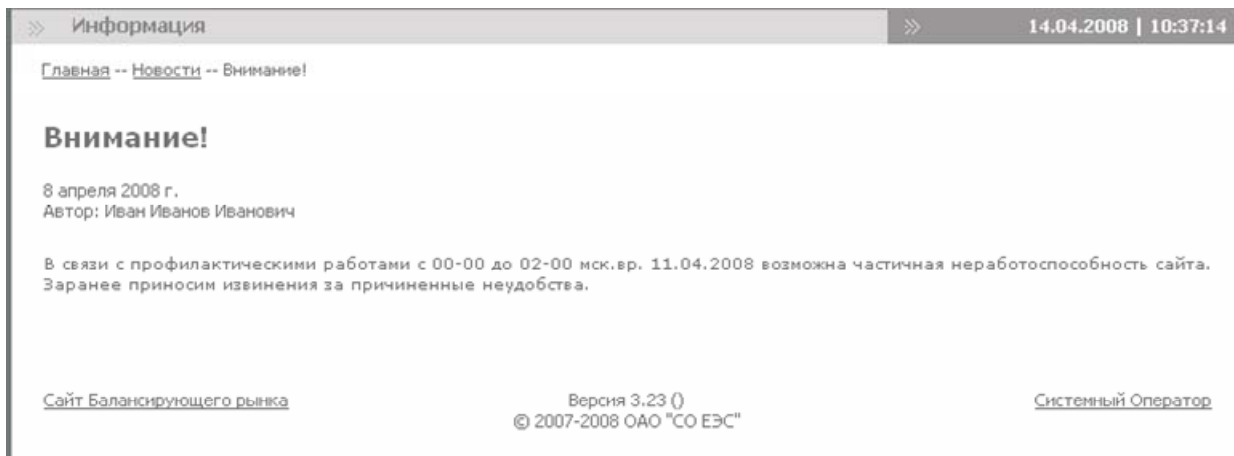 Информация 14.04.2008 | 10:37:14
Главная -- Новости -- Внимание!
Внимание!
8 апреля 2008 г.
Автор: Иван Иванов Иванович
В связи с профилактическими работами с 00-00 до 02-00 мск.вр. 11.04.2008 возможна частичная неработоспособность сайта.
Заранее приносим извинения за причиненные неудобства.
Сайт Балансирующего рынка Версия 3.23 () Системный Оператор
© 2007-2008 ОАО "СО ЕЭС"